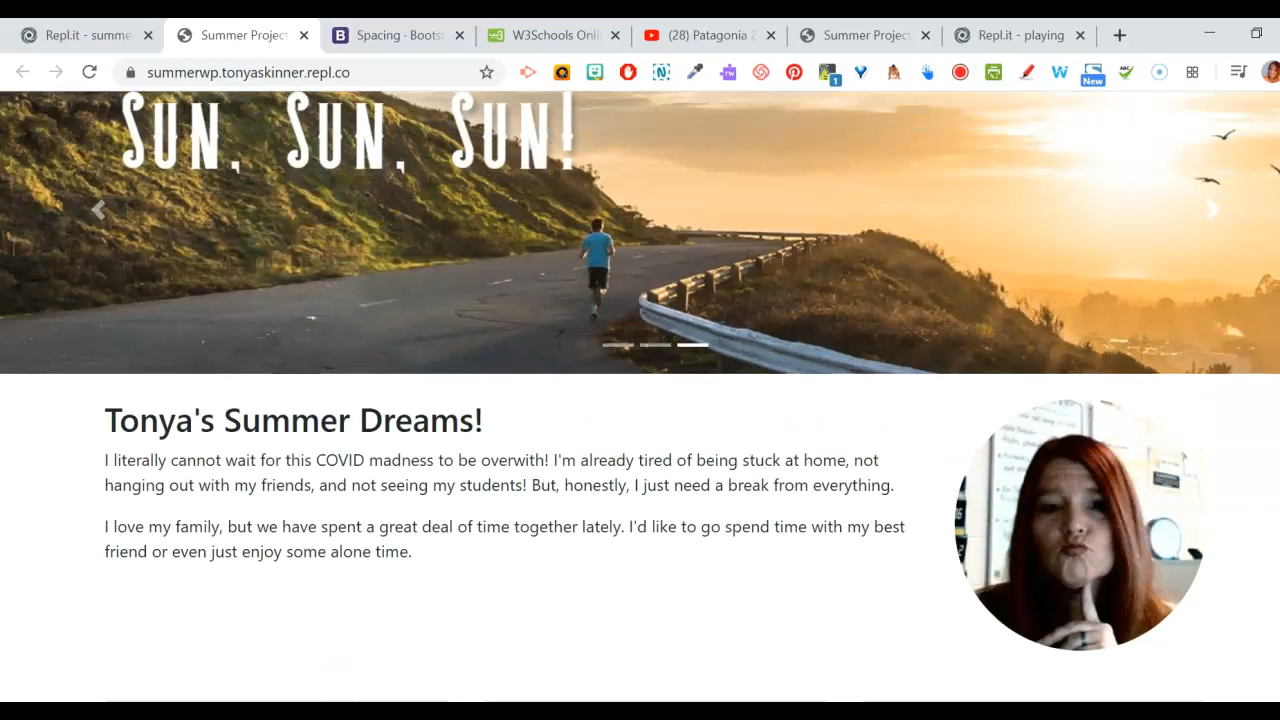 Repl.it - summe
Summer Project
Spacing · Boots
W3Schools Onli
(28) Patagonia 2
Summer Project
Repl.it - playing
summerwp.tonyaskinner.repl.co
1
New
SUN, SUN, SUN!
Tonya's Summer Dreams!
I literally cannot wait for this COVID madness to be overwith! I'm already tired of being stuck at home, not
hanging out with my friends, and not seeing my students! But, honestly, I just need a break from everything.
I love my family, but we have spent a great deal of time together lately. I'd like to go spend time with my best
friend or even just enjoy some alone time.